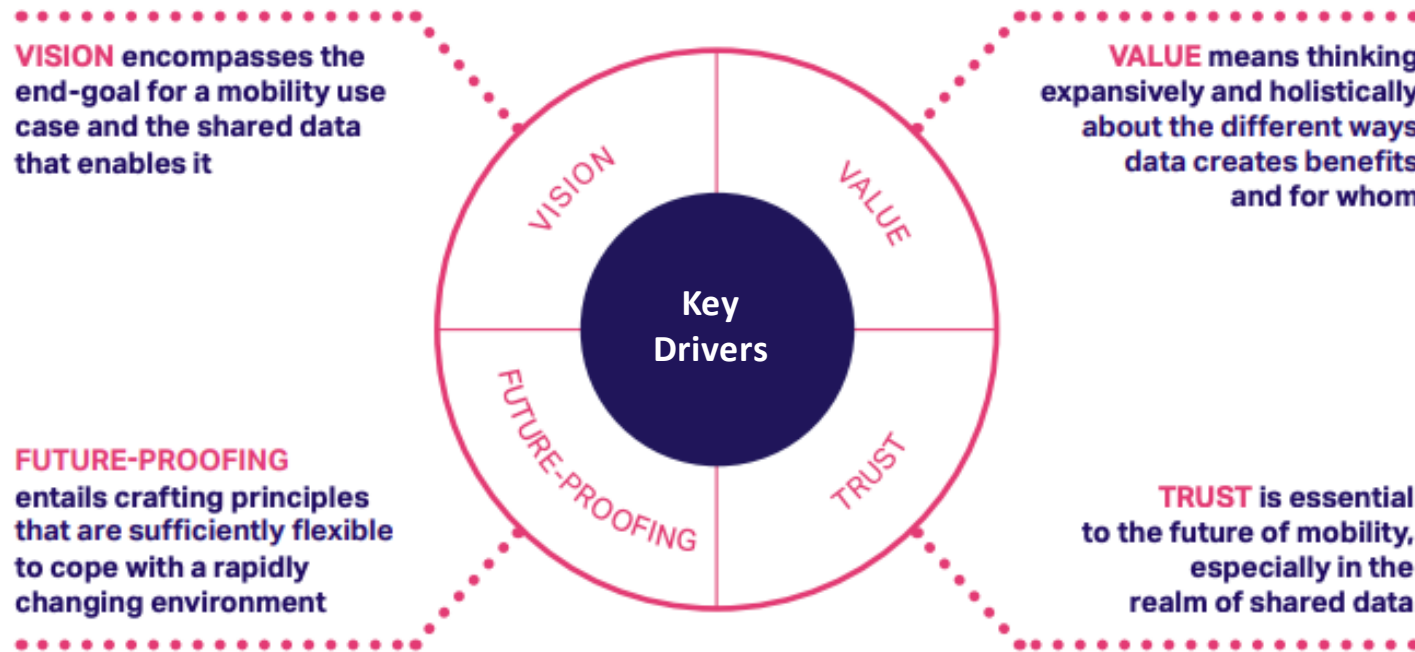 VISION encompasses the
end-goal for a mobility use
case and the shared data
that enables it
VALUE means thinking
expansively and holistically
about the different ways
data creates benefits
and for whom
VISION
VALUE
Key
Drivers
FUTURE-PROOFING
TRUST
FUTURE-PROOFING
entails crafting principles
that are sufficiently flexible
to cope with a rapidly
changing environment
TRUST is essential
to the future of mobility,
especially in the
realm of shared data